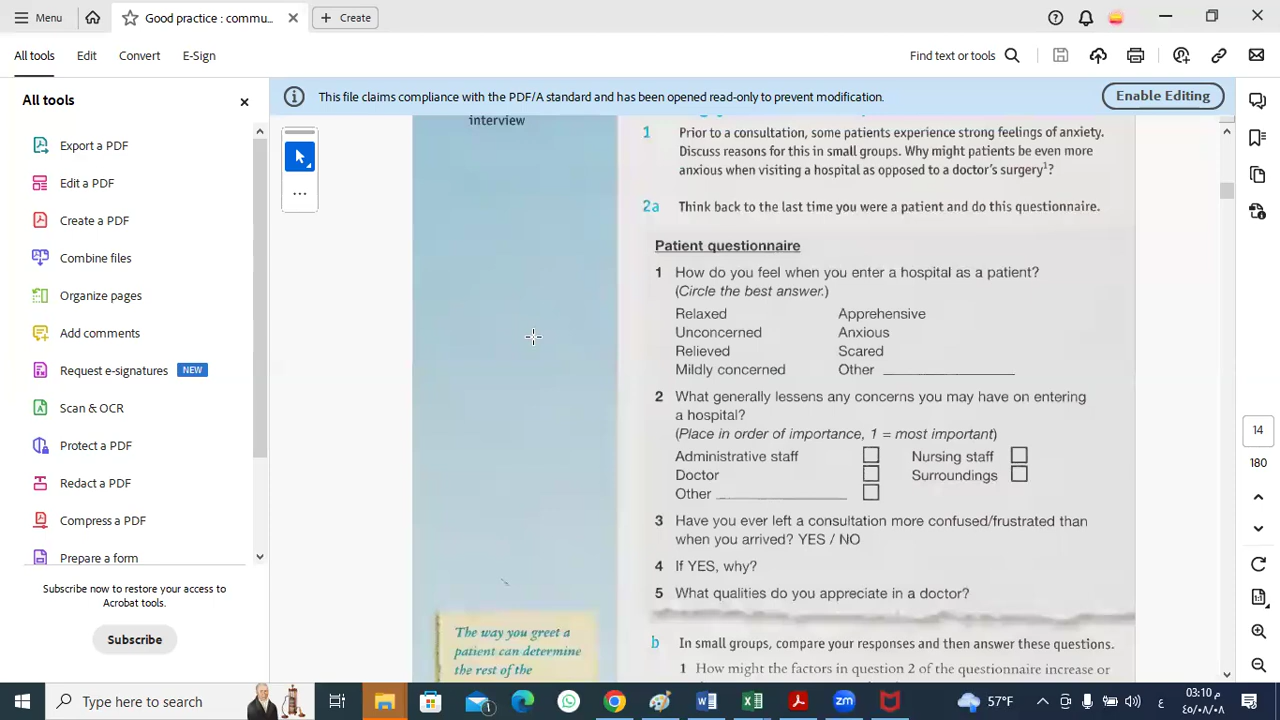 Menu
Good practice : commu...
Create
All tools
Edit
Convert
E-Sign
Find text or tools
All tools
This file claims compliance with the PDF/A standard and has been opened read-only to prevent modification.
Enable Editing
Export a PDF
Edit a PDF
Create a PDF
Combine files
Organize pages
Add comments
Request e-signatures NEW
Scan & OCR
Protect a PDF
Redact a PDF
Compress a PDF
Prepare a form
Subscribe now to restore your access to
Acrobat tools.
Subscribe
interview
1 Prior to a consultation, some patients experience strong feelings of anxiety.
Discuss reasons for this in small groups. Why might patients be even more
anxious when visiting a hospital as opposed to a doctor's surgery¹?
2a Think back to the last time you were a patient and do this questionnaire.
Patient questionnaire
1 How do you feel when you enter a hospital as a patient?
(Circle the best answer.)
Relaxed Apprehensive
Unconcerned Anxious
Relieved Scared
Mildly concerned Other
2 What generally lessens any concerns you may have on entering
a hospital?
(Place in order of importance, 1 = most important)
Administrative staff Nursing staff
Doctor Surroundings
Other
3 Have you ever left a consultation more confused/frustrated than
when you arrived? YES / NO
4 If YES, why?
5 What qualities do you appreciate in a doctor?
The way you greet a
patient can determine
the rest of the
b In small groups, compare your responses and then answer these questions.
1 How might the factors in question 2 of the questionnaire increase or
14
180
Type here to search
1
57°F
ع
03:10 م
٤٥/٠٨/٠٨